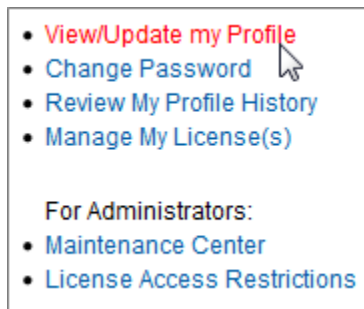 View/Update my Profile
Change Password
Review My Profile History
Manage My License(s)
For Administrators:
Maintenance Center
License Access Restrictions